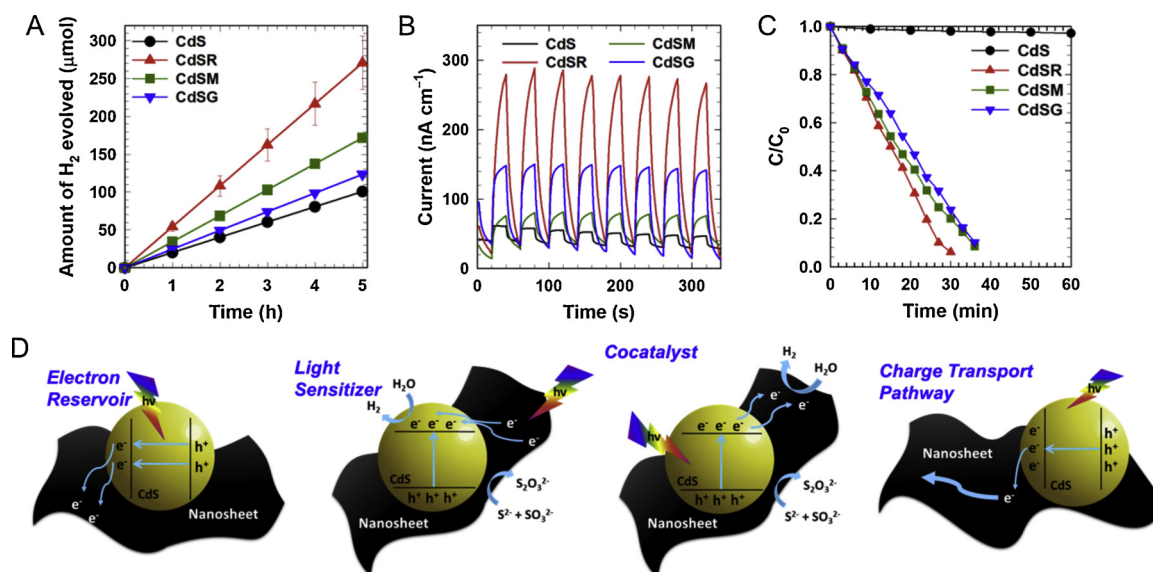 A
Amount of H₂ evolved (μmol)
300
250
200
150
100
50
0
0 1 2 3 4 5
Time (h)
CdS
CdSR
CdSM
CdSG
B
Current (nA cm⁻¹)
300
200
100
0
0 100 200 300
Time (s)
CdS CdSM
CdSR CdSG
C
C/C₀
1.0
0.8
0.6
0.4
0.2
0.0
0 10 20 30 40 50 60
Time (min)
CdS
CdSR
CdSM
CdSG
D
Electron
Reservoir
hν
e⁻ h⁺
e⁻ h⁺
CdS
e⁻
e⁻
Nanosheet
Light
Sensitizer
H₂O
H₂
hν
e⁻ e⁻ e⁻
e⁻
e⁻
CdS
h⁺ h⁺ h⁺
S₂O₃²⁻
S²⁻ + SO₃²⁻
Nanosheet
Cocatalyst
H₂
H₂O
e⁻
e⁻
hν
e⁻ e⁻ e⁻
CdS
h⁺ h⁺ h⁺
S₂O₃²⁻
S²⁻ + SO₃²⁻
Nanosheet
Charge Transport
Pathway
hν
Nanosheet
e⁻ h⁺
e⁻ h⁺
e⁻ h⁺
CdS
e⁻